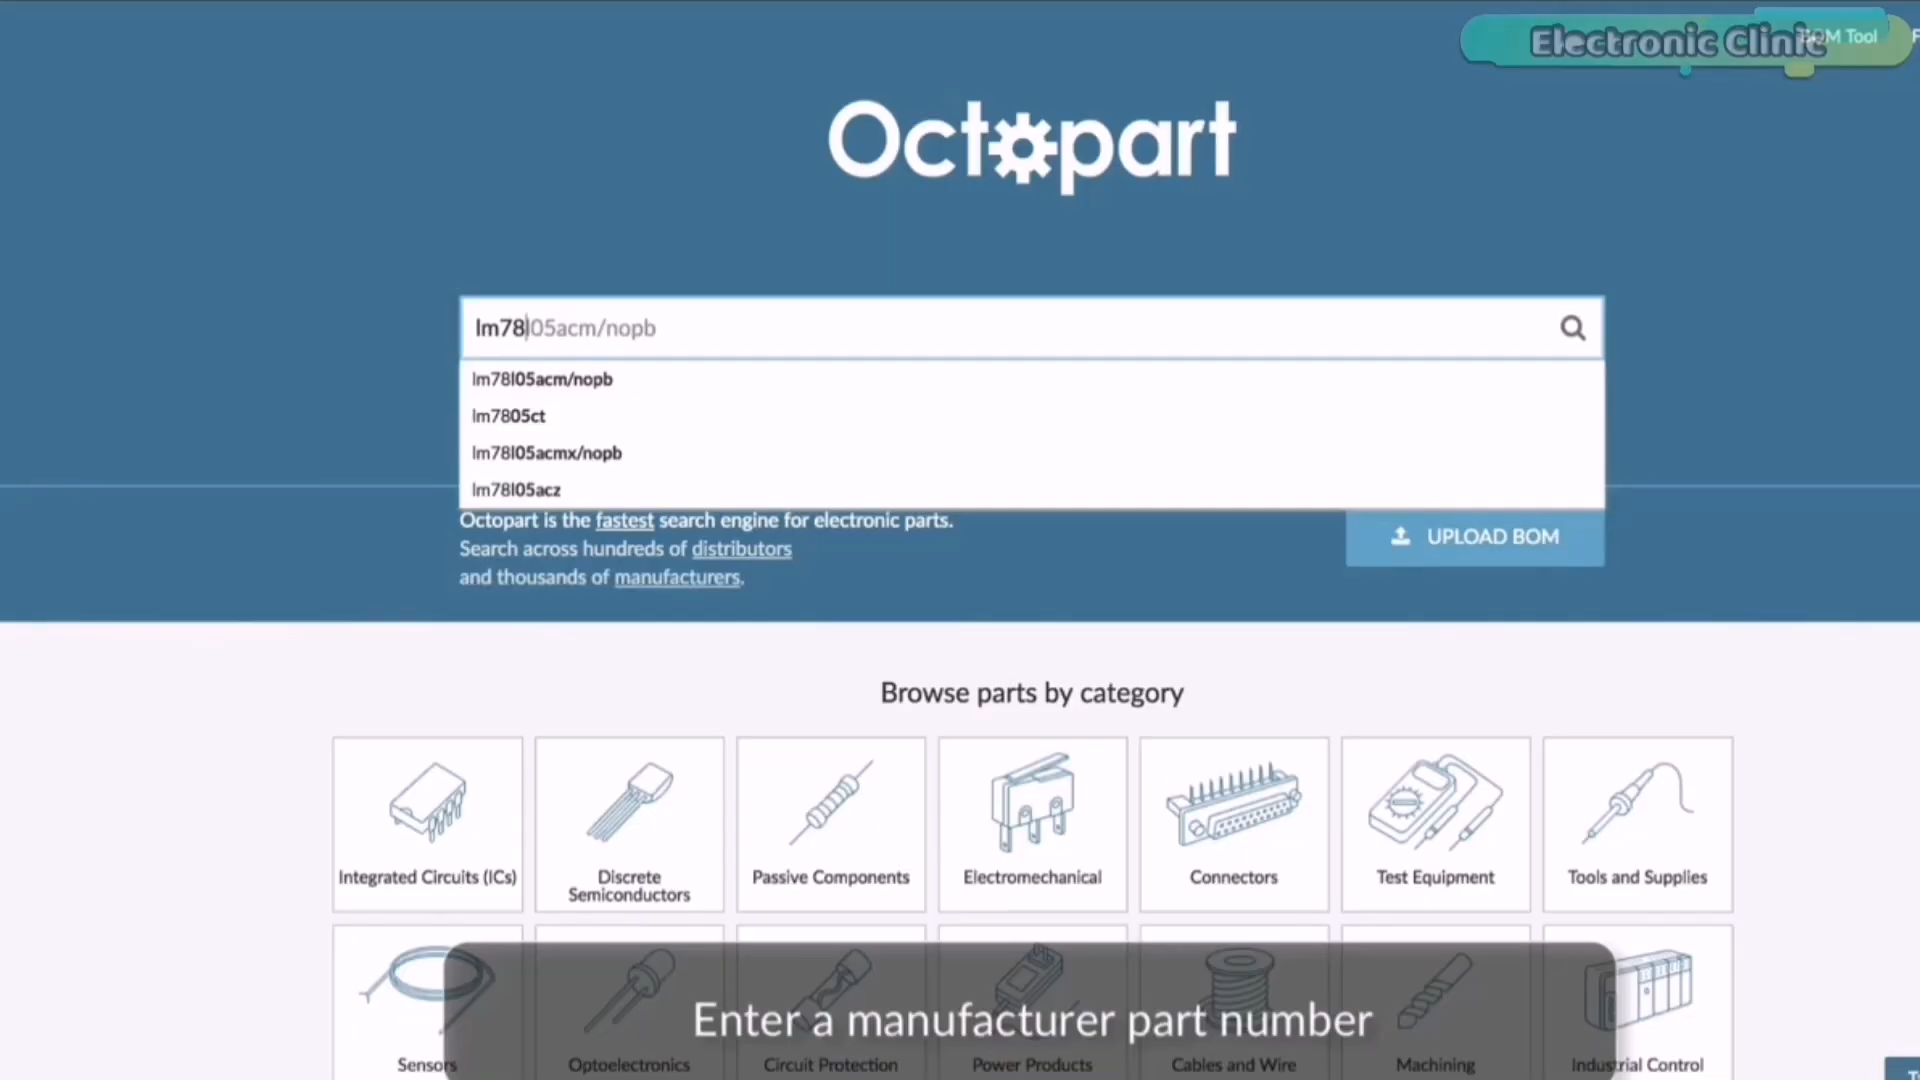 Electronic Clinic
BOM Tool
Octopart
lm78l05acm/nopb
lm78l05acm/nopb
lm7805ct
lm78l05acmx/nopb
lm78l05acz
Octopart is the fastest search engine for electronic parts.
Search across hundreds of distributors
and thousands of manufacturers.
UPLOAD BOM
Browse parts by category
Integrated Circuits (ICs)
Discrete
Semiconductors
Passive Components
Electromechanical
Connectors
Test Equipment
Tools and Supplies
Enter a manufacturer part number
Sensors
Optoelectronics
Circuit Protection
Power Products
Cables and Wire
Machining
Industrial Control